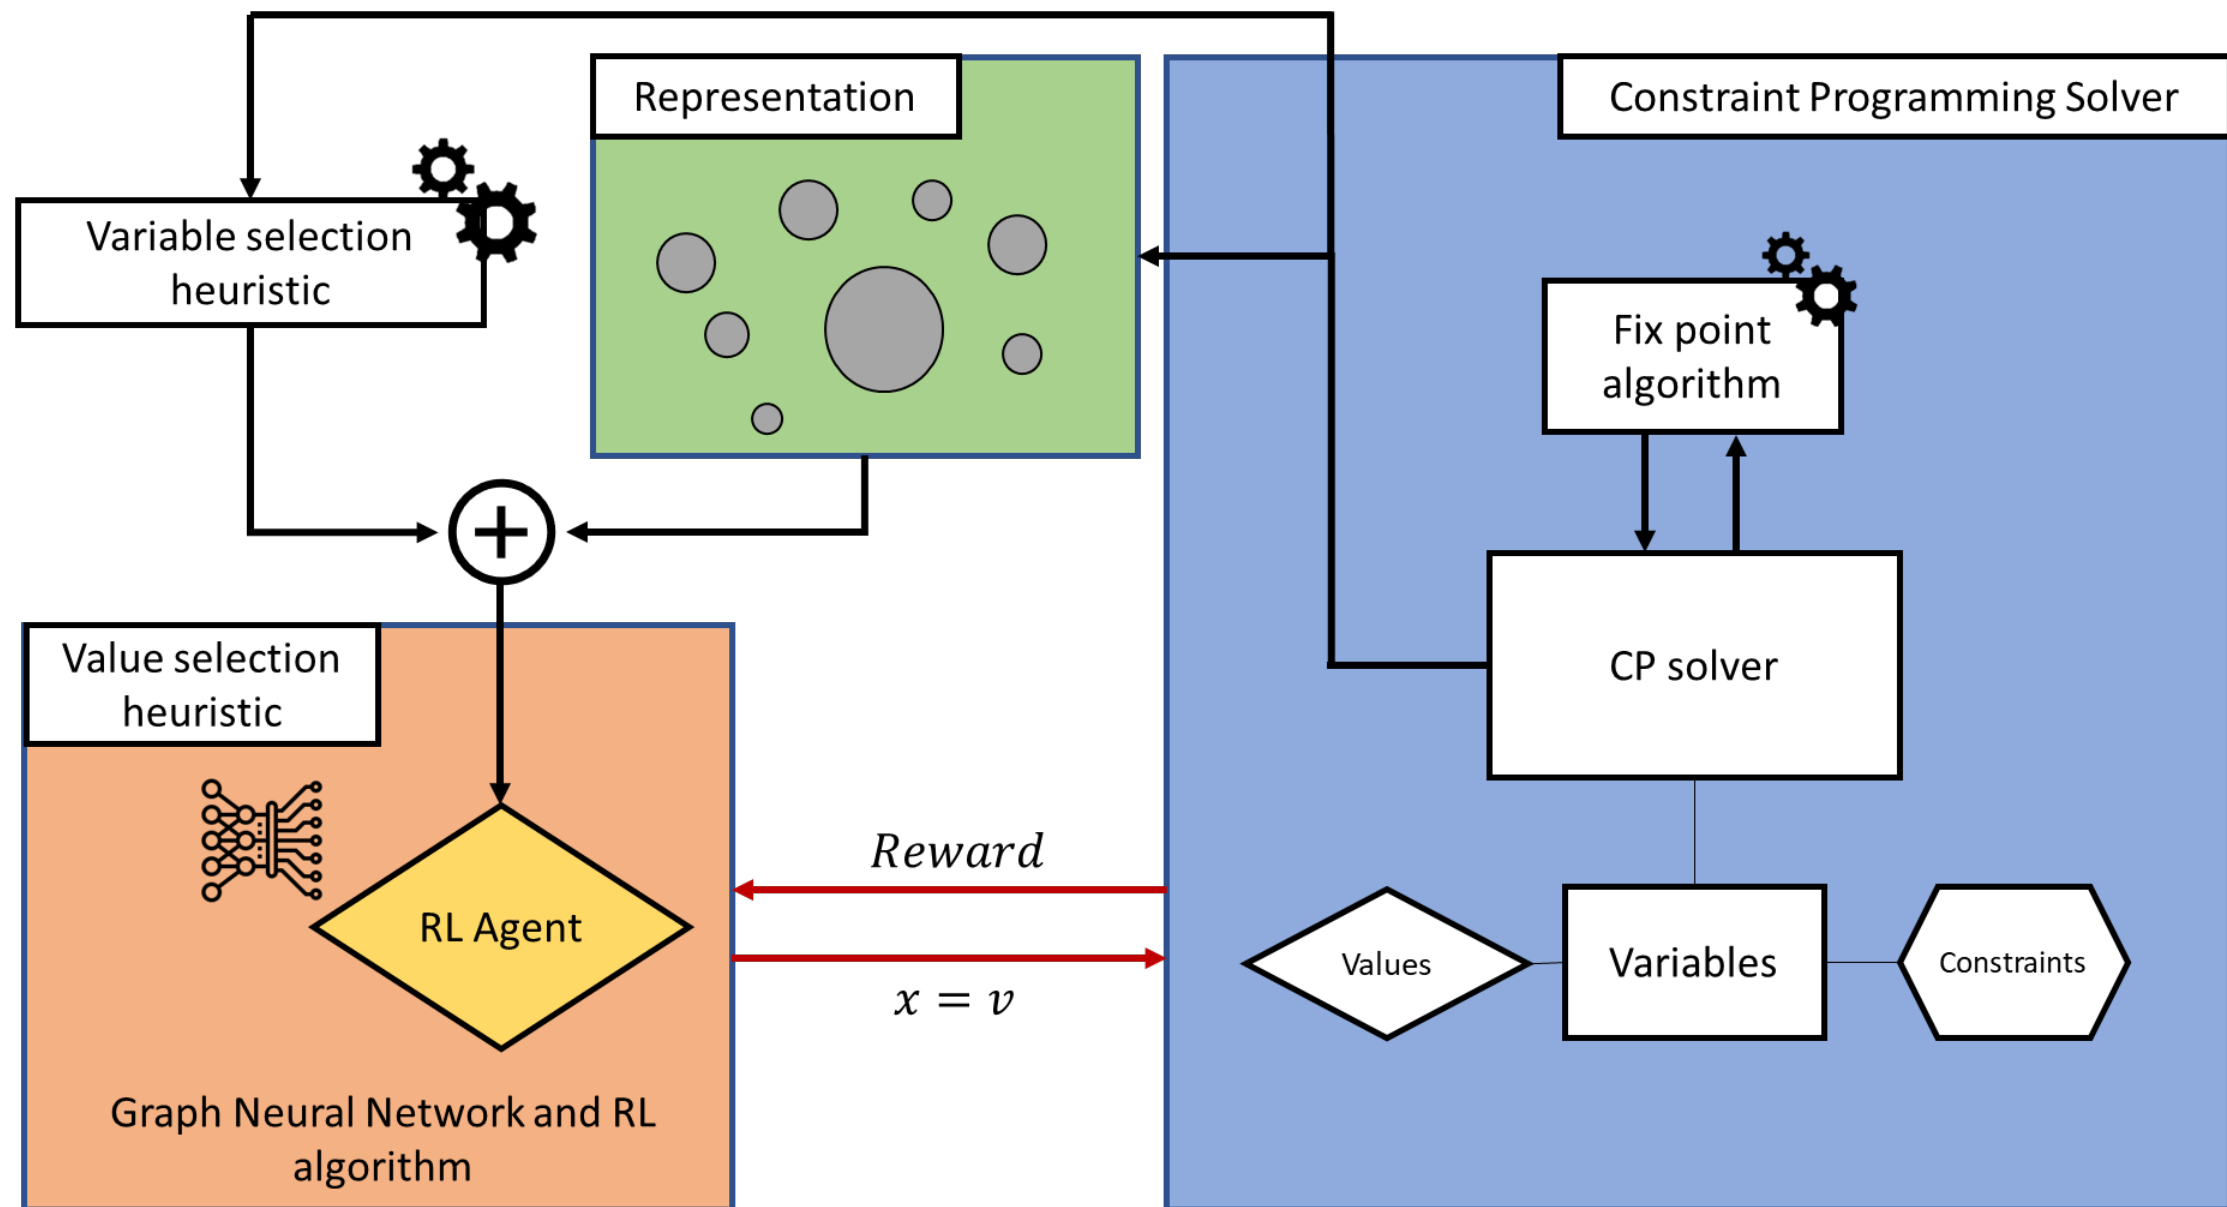 Representation
Constraint Programming Solver
Variable selection
heuristic
Fix point
algorithm
+
Value selection
heuristic
CP solver
Reward
RL Agent
x = v
Values
Variables
Constraints
Graph Neural Network and RL
algorithm